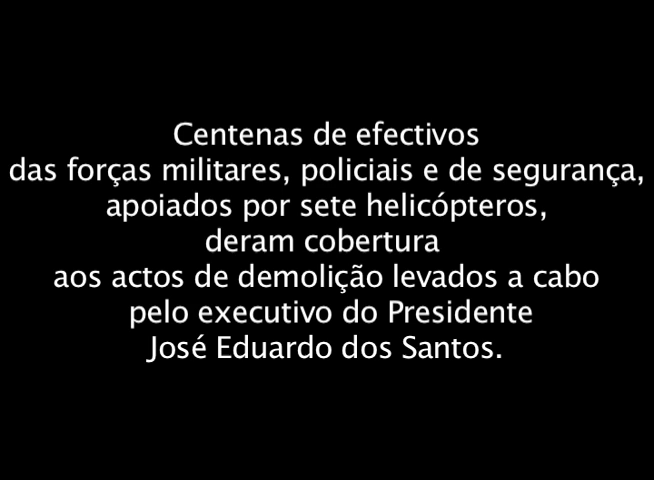 Centenas de efectivos
das forças militares, policiais e de segurança,
apoiados por sete helicópteros,
deram cobertura
aos actos de demolição levados a cabo
pelo executivo do Presidente
José Eduardo dos Santos.